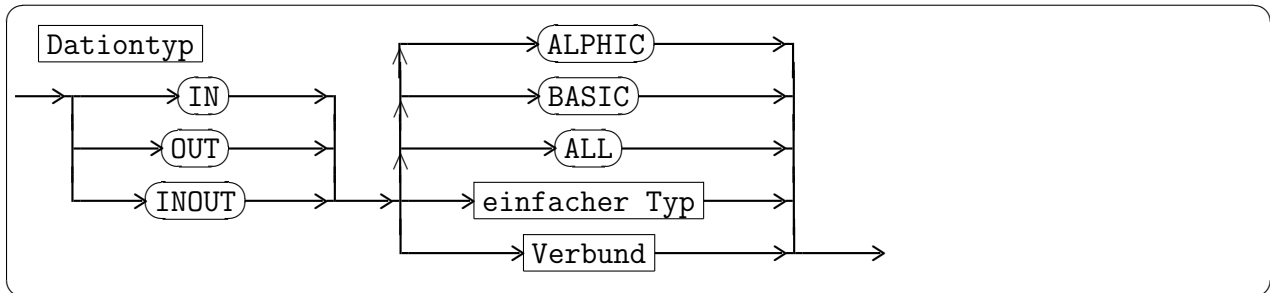 Dationtyp
ALPHIC
IN
BASIC
OUT
ALL
INOUT
einfacher Typ
Verbund